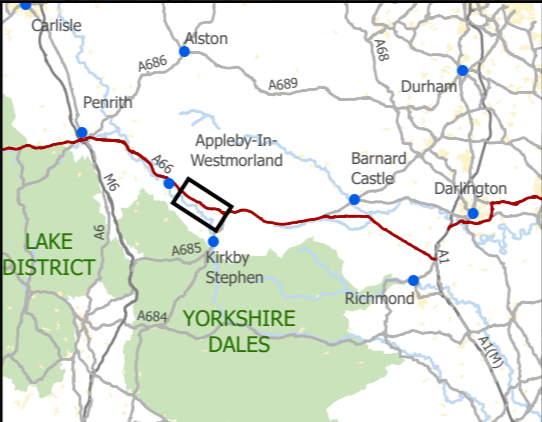 Carlisle
Alston
A686
A68
A689
Durham
Penrith
Appleby-In-
Westmorland
A66
Barnard
Castle
Darlington
M6
A6
LAKE
DISTRICT
A685
Kirkby
Stephen
A1
Richmond
A684
YORKSHIRE
DALES
A1(M)